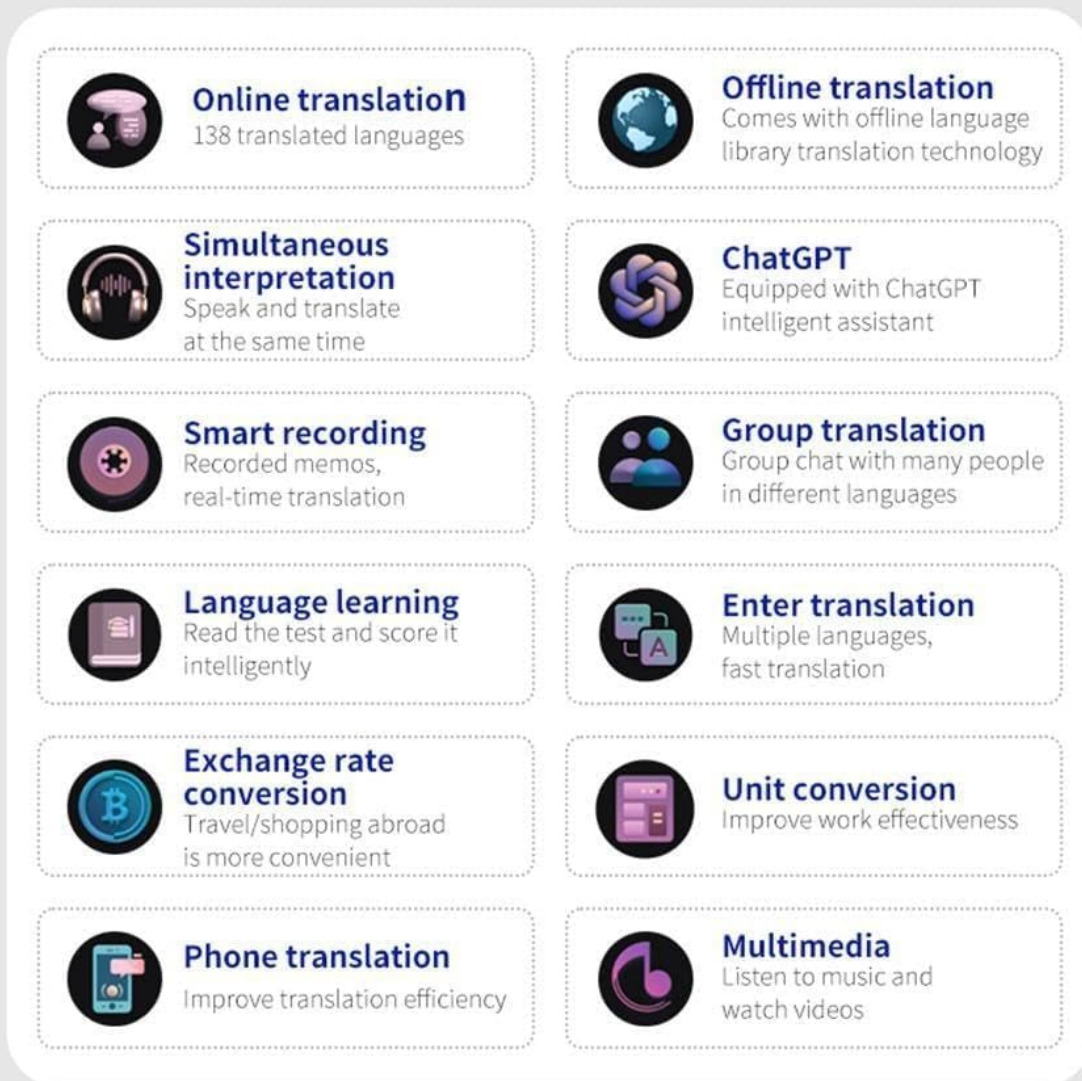 Online translation
138 translated languages
Offline translation
Comes with offline language
library translation technology
Simultaneous
interpretation
Speak and translate
at the same time
ChatGPT
Equipped with ChatGPT
intelligent assistant
Smart recording
Recorded memos,
real-time translation
Group translation
Group chat with many people
in different languages
Language learning
Read the test and score it
intelligently
Enter translation
Multiple languages,
fast translation
A
Exchange rate
conversion
Travel/shopping abroad
is more convenient
Unit conversion
Improve work effectiveness
Phone translation
Improve translation efficiency
Multimedia
Listen to music and
watch videos